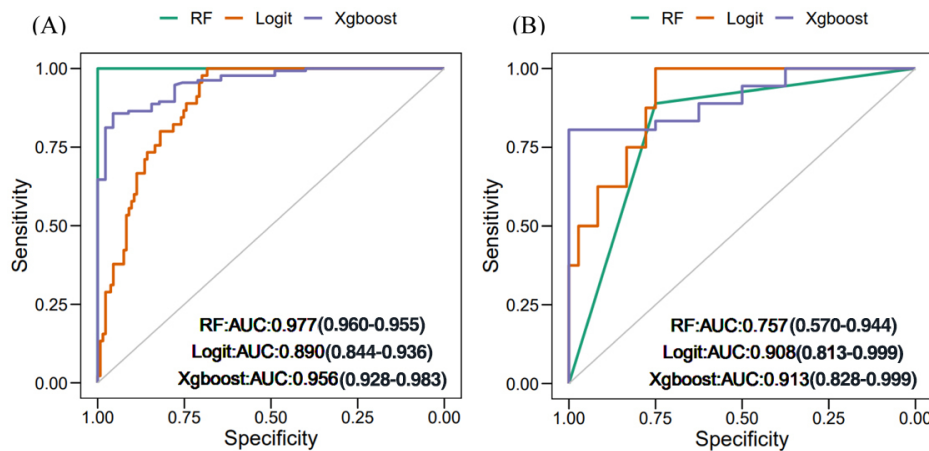 (A)
RF Logit Xgboost
1.00
0.75
0.50
0.25
0.00
Sensitivity
RF:AUC:0.977(0.960-0.955)
Logit:AUC:0.890(0.844-0.936)
Xgboost:AUC:0.956(0.928-0.983)
1.00 0.75 0.50 0.25 0.00
Specificity
(B)
RF Logit Xgboost
1.00
0.75
0.50
0.25
0.00
Sensitivity
RF:AUC:0.757(0.570-0.944)
Logit:AUC:0.908(0.813-0.999)
Xgboost:AUC:0.913(0.828-0.999)
1.00 0.75 0.50 0.25 0.00
Specificity